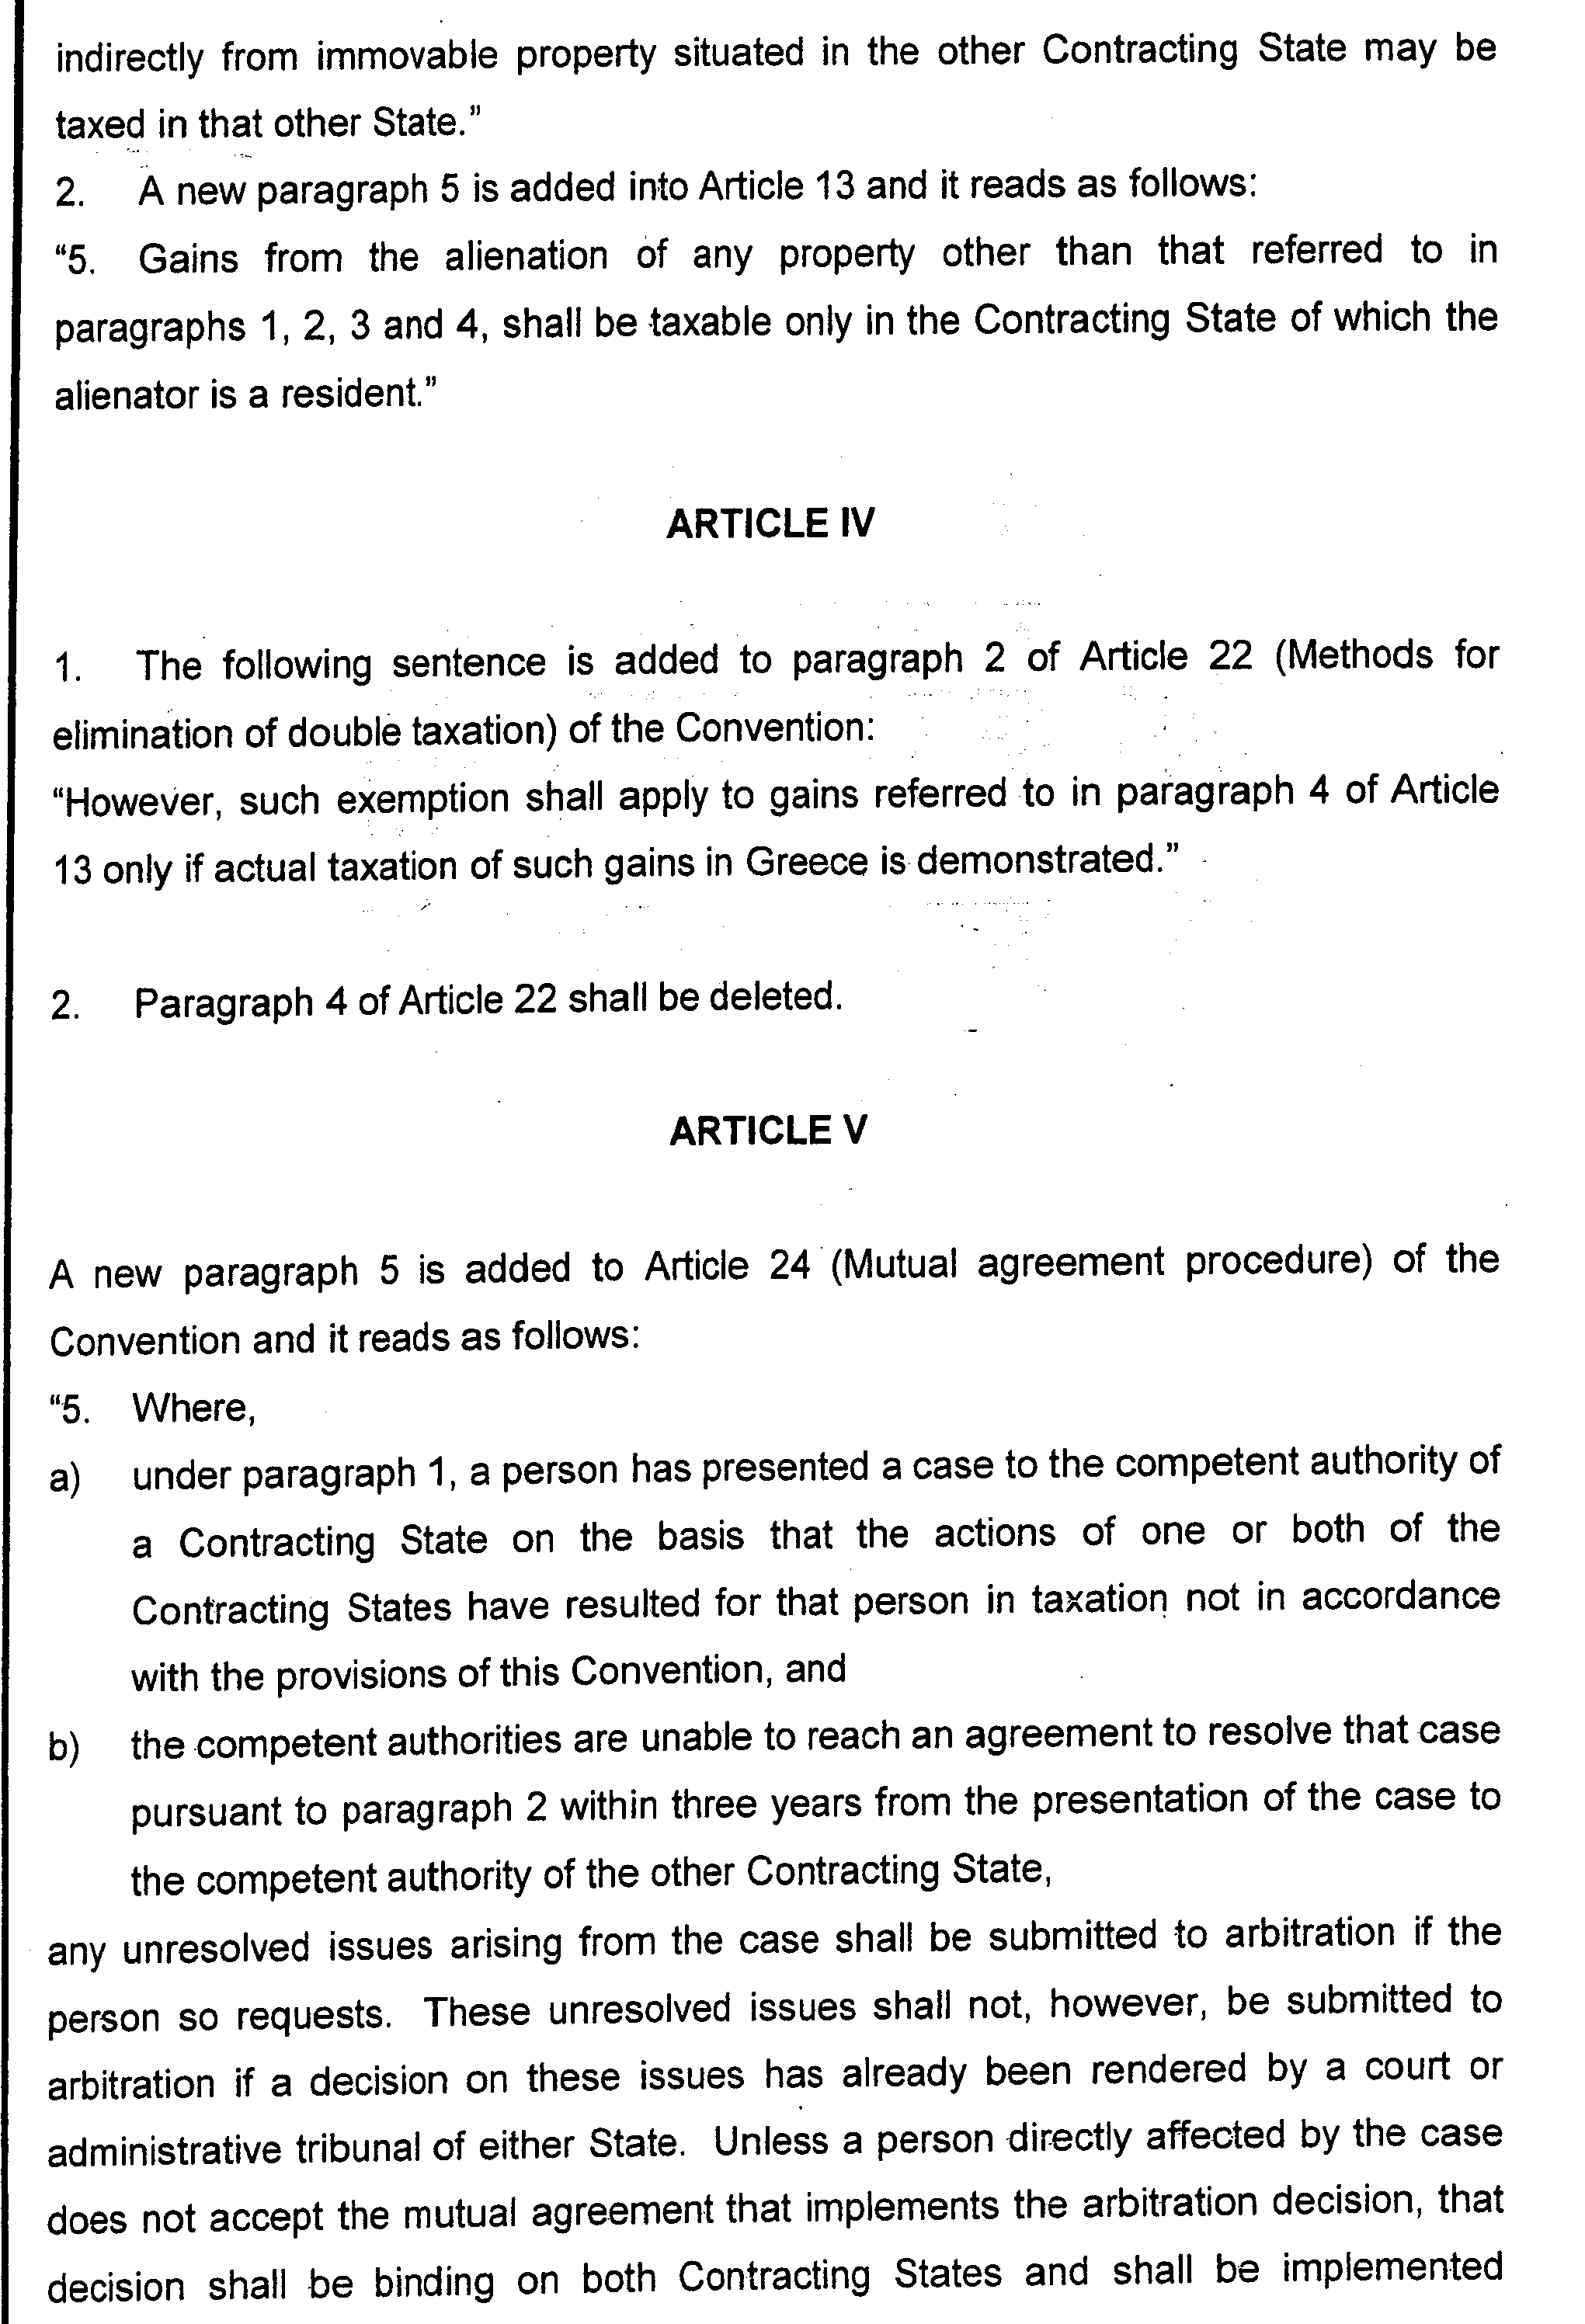 indirectly from immovable property situated in the other Contracting State may be
taxed in that other State.”
2. A new paragraph 5 is added into Article 13 and it reads as follows:
“5. Gains from the alienation of any property other than that referred to in
paragraphs 1, 2, 3 and 4, shall be taxable only in the Contracting State of which the
alienator is a resident.”
ARTICLE IV
1. The following sentence is added to paragraph 2 of Article 22 (Methods for
elimination of double taxation) of the Convention:
“However, such exemption shall apply to gains referred to in paragraph 4 of Article
13 only if actual taxation of such gains in Greece is demonstrated.”
2. Paragraph 4 of Article 22 shall be deleted.
ARTICLE V
A new paragraph 5 is added to Article 24 (Mutual agreement procedure) of the
Convention and it reads as follows:
“5. Where,
a) under paragraph 1, a person has presented a case to the competent authority of
a Contracting State on the basis that the actions of one or both of the
Contracting States have resulted for that person in taxation not in accordance
with the provisions of this Convention, and
b) the competent authorities are unable to reach an agreement to resolve that case
pursuant to paragraph 2 within three years from the presentation of the case to
the competent authority of the other Contracting State,
any unresolved issues arising from the case shall be submitted to arbitration if the
person so requests. These unresolved issues shall not, however, be submitted to
arbitration if a decision on these issues has already been rendered by a court or
administrative tribunal of either State. Unless a person directly affected by the case
does not accept the mutual agreement that implements the arbitration decision, that
decision shall be binding on both Contracting States and shall be implemented